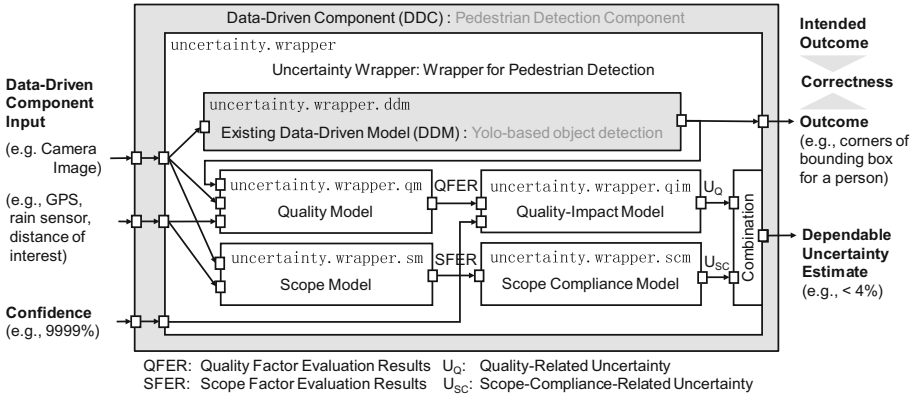 Data-Driven Component (DDC) : Pedestrian Detection Component
uncertainty.wrapper
Uncertainty Wrapper: Wrapper for Pedestrian Detection
Data-Driven
Component
Input
(e.g. Camera
Image)
(e.g., GPS,
rain sensor,
distance of
interest)
Confidence
(e.g., 9999%)
uncertainty.wrapper.ddm
Existing Data-Driven Model (DDM) : Yolo-based object detection
uncertainty.wrapper.qm
Quality Model
QFER
uncertainty.wrapper.qim
Quality-Impact Model
UQ
uncertainty.wrapper.sm
Scope Model
SFER
uncertainty.wrapper.scm
Scope Compliance Model
USC
Combination
Intended
Outcome
Correctness
Outcome
(e.g., corners of
bounding box
for a person)
Dependable
Uncertainty
Estimate
(e.g., < 4%)
QFER: Quality Factor Evaluation Results UQ: Quality-Related Uncertainty
SFER: Scope Factor Evaluation Results USC: Scope-Compliance-Related Uncertainty